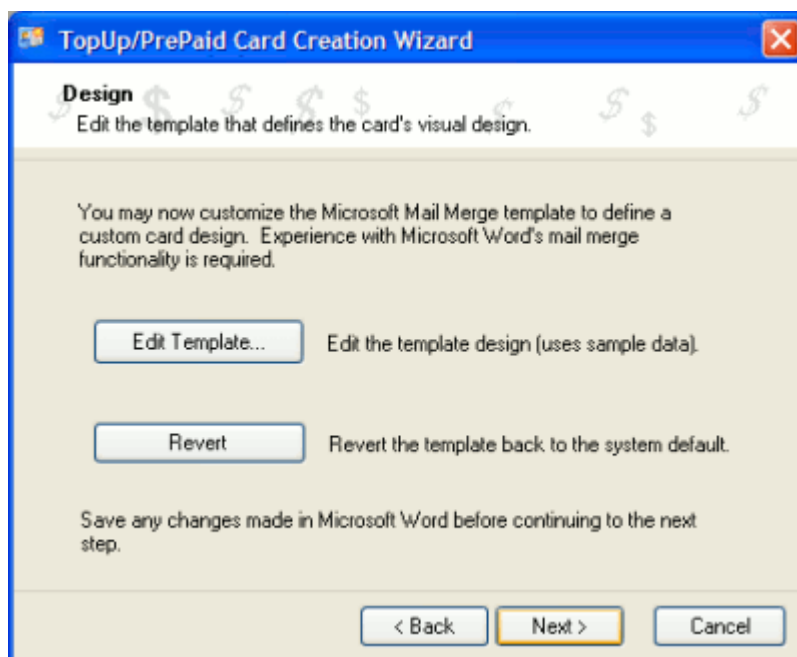 TopUp/PrePaid Card Creation Wizard
Design
Edit the template that defines the card's visual design.
You may now customize the Microsoft Mail Merge template to define a
custom card design. Experience with Microsoft Word's mail merge
functionality is required.
Edit Template... Edit the template design (uses sample data).
Revert Revert the template back to the system default.
Save any changes made in Microsoft Word before continuing to the next
step.
< Back Next > Cancel